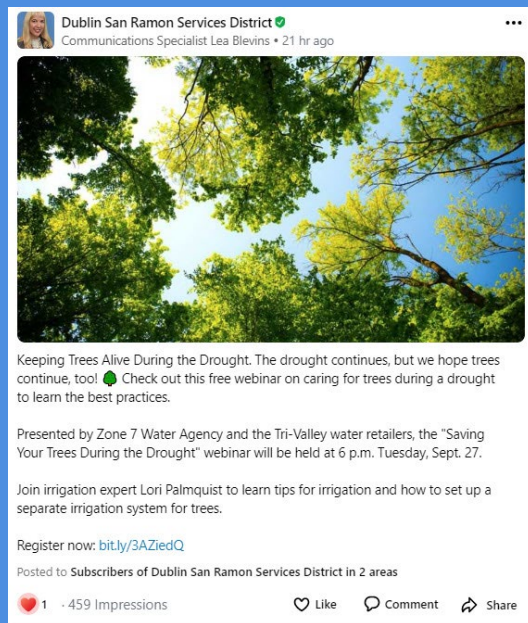 Dublin San Ramon Services District
Communications Specialist Lea Blevins • 21 hr ago
Keeping Trees Alive During the Drought. The drought continues, but we hope trees
continue, too! 🌳 Check out this free webinar on caring for trees during a drought
to learn the best practices.
Presented by Zone 7 Water Agency and the Tri-Valley water retailers, the "Saving
Your Trees During the Drought" webinar will be held at 6 p.m. Tuesday, Sept. 27.
Join irrigation expert Lori Palmquist to learn tips for irrigation and how to set up a
separate irrigation system for trees.
Register now: bit.ly/3AZiedQ
Posted to Subscribers of Dublin San Ramon Services District in 2 areas
1 · 459 Impressions Like Comment Share